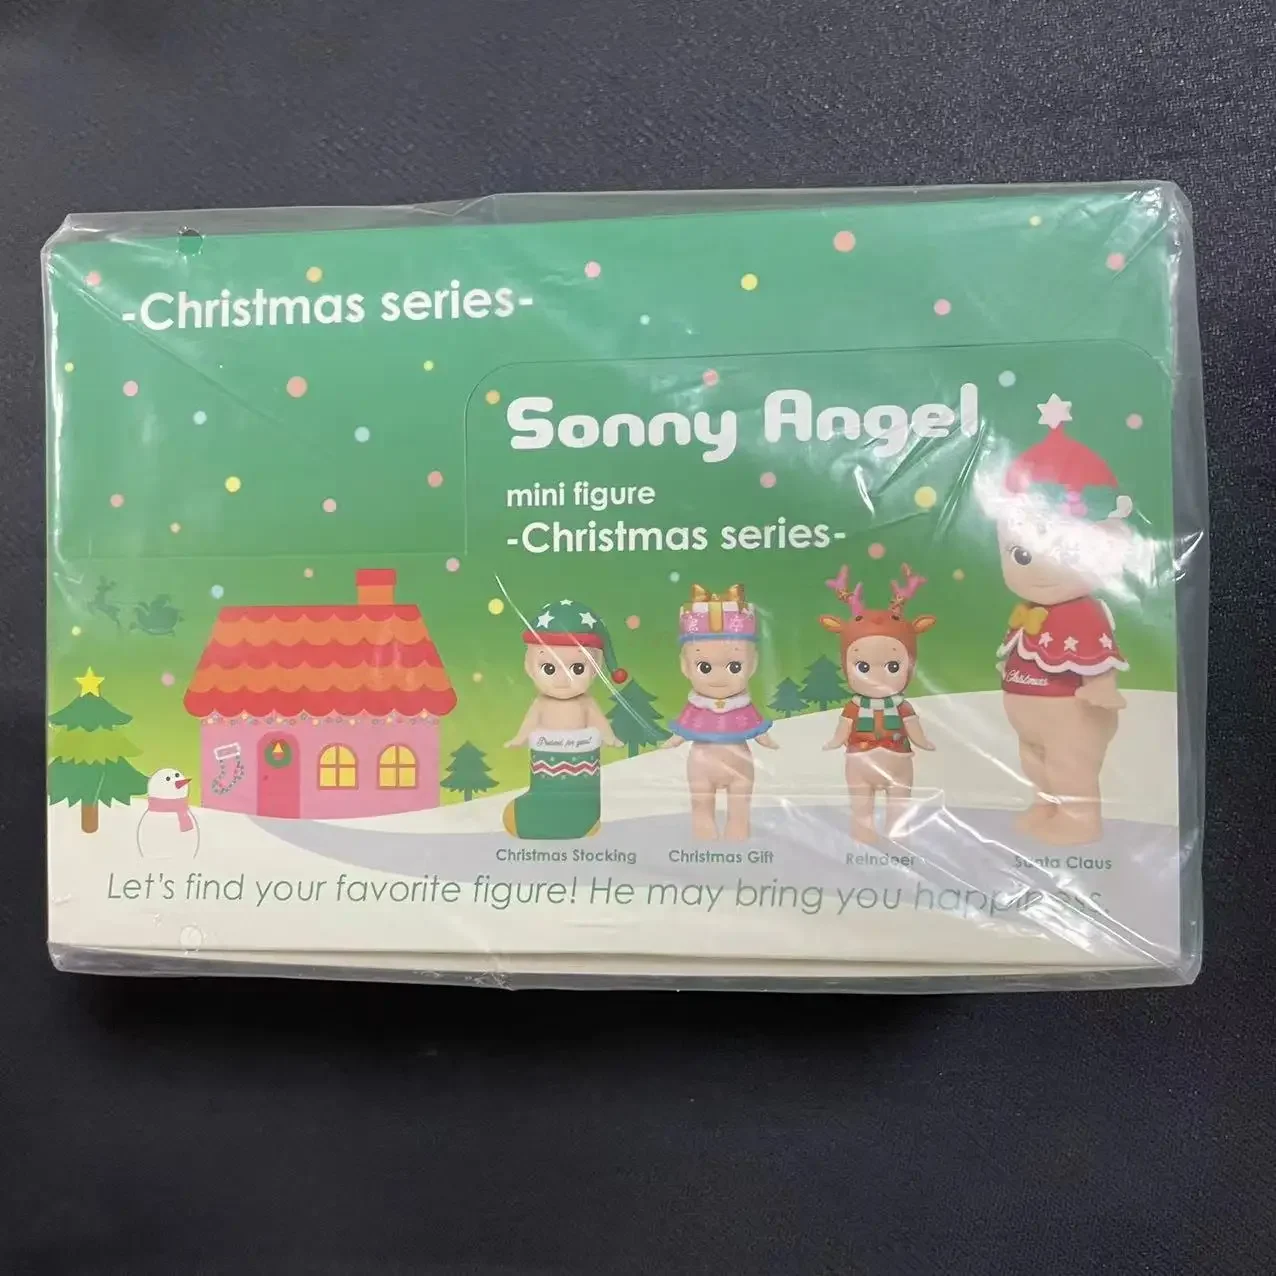 -Christmas series-
Sonny Angel
mini figure
-Christmas series-
Present for you!
Christmas
Christmas Stocking
Christmas Gift
Reindeer
Santa Claus
Let's find your favorite figure! He may bring you happiness.